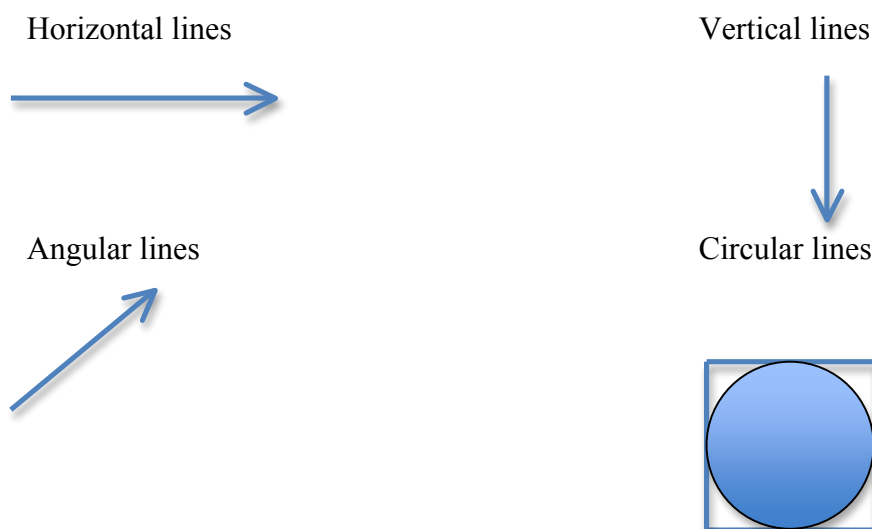 Horizontal lines
Vertical lines
Angular lines
Circular lines